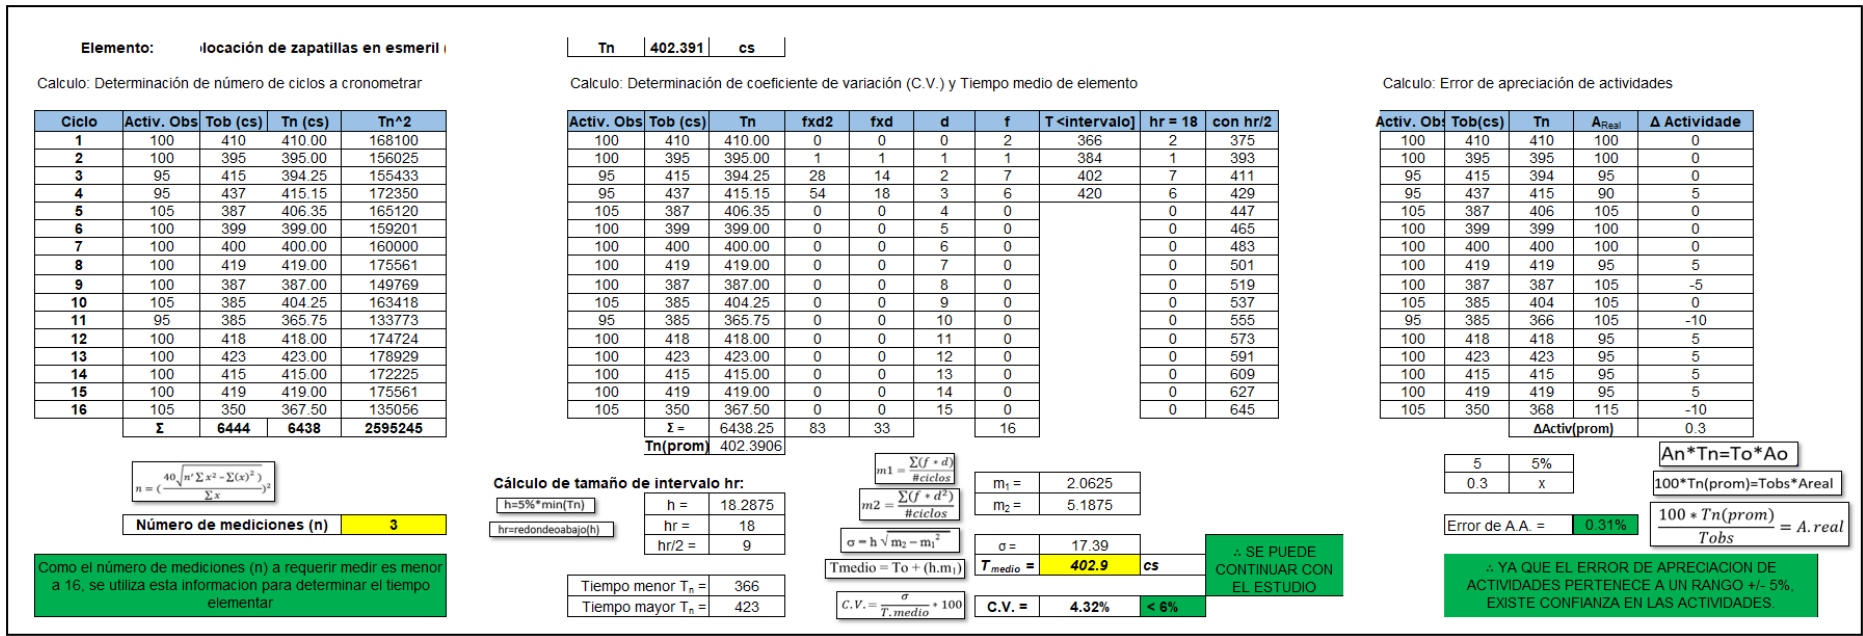 Elemento: locación de zapatillas en esmeril
Tn 402.391 cs
Calculo: Determinación de número de ciclos a cronometrar
Ciclo Activ. Obs Tob (cs) Tn (cs) Tn^2
1 100 410 410.00 168100
2 100 395 395.00 156025
3 95 415 394.25 155433
4 95 437 415.15 172350
5 105 387 406.35 165120
6 100 399 399.00 159201
7 100 400 400.00 160000
8 100 419 419.00 175561
9 100 387 387.00 149769
10 105 385 404.25 163418
11 95 385 365.75 133773
12 100 418 418.00 174724
13 100 423 423.00 178929
14 100 415 415.00 172225
15 100 419 419.00 175561
16 105 350 367.50 135056
Σ 6444 6438 2595245
n = (40√(n'Σx² − Σ(x)²) / Σx)²
Número de mediciones (n) 3
Como el número de mediciones (n) a requerir medir es menor
a 16, se utiliza esta informacion para determinar el tiempo
elementar
Calculo: Determinación de coeficiente de variación (C.V.) y Tiempo medio de elemento
Activ. Obs Tob (cs) Tn fxd2 fxd d f T <intervalo] hr = 18 con hr/2
100 410 410.00 0 0 0 2 366 2 375
100 395 395.00 1 1 1 1 384 1 393
95 415 394.25 28 14 2 7 402 7 411
95 437 415.15 54 18 3 6 420 6 429
105 387 406.35 0 0 4 0 0 447
100 399 399.00 0 0 5 0 0 465
100 400 400.00 0 0 6 0 0 483
100 419 419.00 0 0 7 0 0 501
100 387 387.00 0 0 8 0 0 519
105 385 404.25 0 0 9 0 0 537
95 385 365.75 0 0 10 0 0 555
100 418 418.00 0 0 11 0 0 573
100 423 423.00 0 0 12 0 0 591
100 415 415.00 0 0 13 0 0 609
100 419 419.00 0 0 14 0 0 627
105 350 367.50 0 0 15 0 0 645
Σ = 6438.25 83 33 16
Tn(prom) 402.3906
Cálculo de tamaño de intervalo hr:
h=5%*min(Tn) h = 18.2875
hr=redondeoabajo(h) hr = 18
hr/2 = 9
Tiempo menor Tn = 366
Tiempo mayor Tn = 423
m1 = Σ(f * d) / #ciclos
m2 = Σ(f * d²) / #ciclos
σ = h √(m₂ − m₁²)
Tmedio = To + (h.m₁)
C.V. = σ / T.medio * 100
m₁ = 2.0625
m₂ = 5.1875
σ = 17.39
Tmedio = 402.9 cs
C.V. = 4.32% < 6%
∴ SE PUEDE
CONTINUAR CON
EL ESTUDIO
Calculo: Error de apreciación de actividades
Activ. Ob Tob(cs) Tn AReal Δ Actividade
100 410 410 100 0
100 395 395 100 0
95 415 394 95 0
95 437 415 90 5
105 387 406 105 0
100 399 399 100 0
100 400 400 100 0
100 419 419 95 5
100 387 387 105 -5
105 385 404 105 0
95 385 366 105 -10
100 418 418 95 5
100 423 423 95 5
100 415 415 95 5
100 419 419 95 5
105 350 368 115 -10
ΔActiv(prom) 0.3
5 5%
0.3 x
Error de A.A. = 0.31%
An*Tn=To*Ao
100*Tn(prom)=Tobs*Areal
100 * Tn(prom) / Tobs = A.real
∴ YA QUE EL ERROR DE APRECIACION DE
ACTIVIDADES PERTENECE A UN RANGO +/- 5%,
EXISTE CONFIANZA EN LAS ACTIVIDADES.